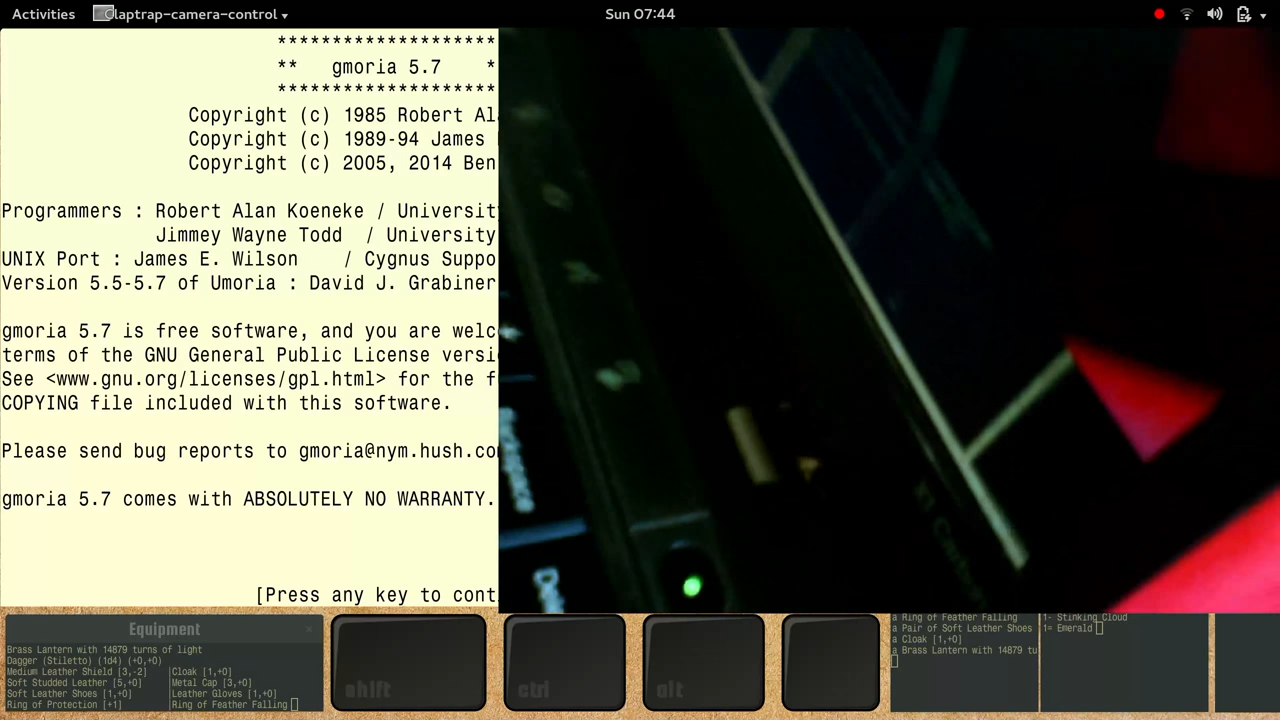 Activities Claptrap-camera-control Sun 07:44
*******************
** gmoria 5.7 *
*******************
Copyright (c) 1985 Robert Al
Copyright (c) 1989-94 James
Copyright (c) 2005, 2014 Ben
Programmers : Robert Alan Koeneke / University
Jimmey Wayne Todd / University
UNIX Port : James E. Wilson / Cygnus Suppo
Version 5.5-5.7 of Umoria : David J. Grabiner
gmoria 5.7 is free software, and you are welc
terms of the GNU General Public License versi
See <www.gnu.org/licenses/gpl.html> for the f
COPYING file included with this software.
Please send bug reports to gmoria@nym.hush.co
gmoria 5.7 comes with ABSOLUTELY NO WARRANTY.
[Press any key to cont
Equipment ×
Brass Lantern with 14879 turns of light
Dagger (Stiletto) (1d4) (+0,+0)
Medium Leather Shield [3,-2] |Cloak [1,+0]
Soft Studded Leather [5,+0] |Metal Cap [3,+0]
Soft Leather Shoes [1,+0] |Leather Gloves [1,+0]
Ring of Protection [+1] |Ring of Feather Falling
shift
ctrl
alt
a Ring of Feather Falling
a Pair of Soft Leather Shoes
a Cloak [1,+0]
a Brass Lantern with 14879 tu
1- Stinking Cloud
1= Emerald